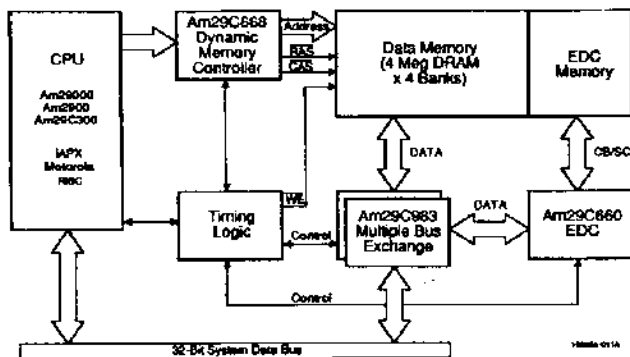 CPU
Am29000
Am2900
Am29C300
iAPX
Motorola
RISC
Am29C668
Dynamic
Memory
Controller
Address
RAS
CAS
Data Memory
(4 Meg DRAM
x 4 Banks)
EDC
Memory
DATA
CB/SC
WE
Timing
Logic
Control
Am29C983
Multiple Bus
Exchange
DATA
Am29C660
EDC
Control
32-Bit System Data Bus